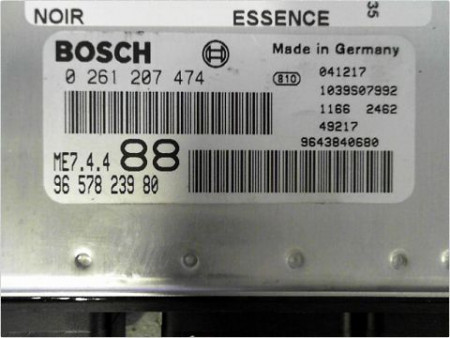 NOIR ESSENCE 35
BOSCH Made in Germany
0 261 207 474 810 041217
1039S07992
1166 2462
49217
9643840680
ME7.4.4 88
96 578 239 80